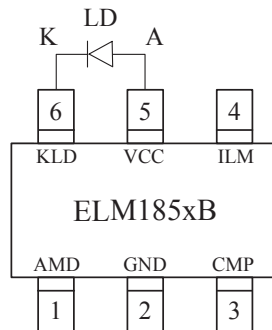 LD
K A
6 5 4
KLD VCC ILM
ELM185xB
AMD GND CMP
1 2 3